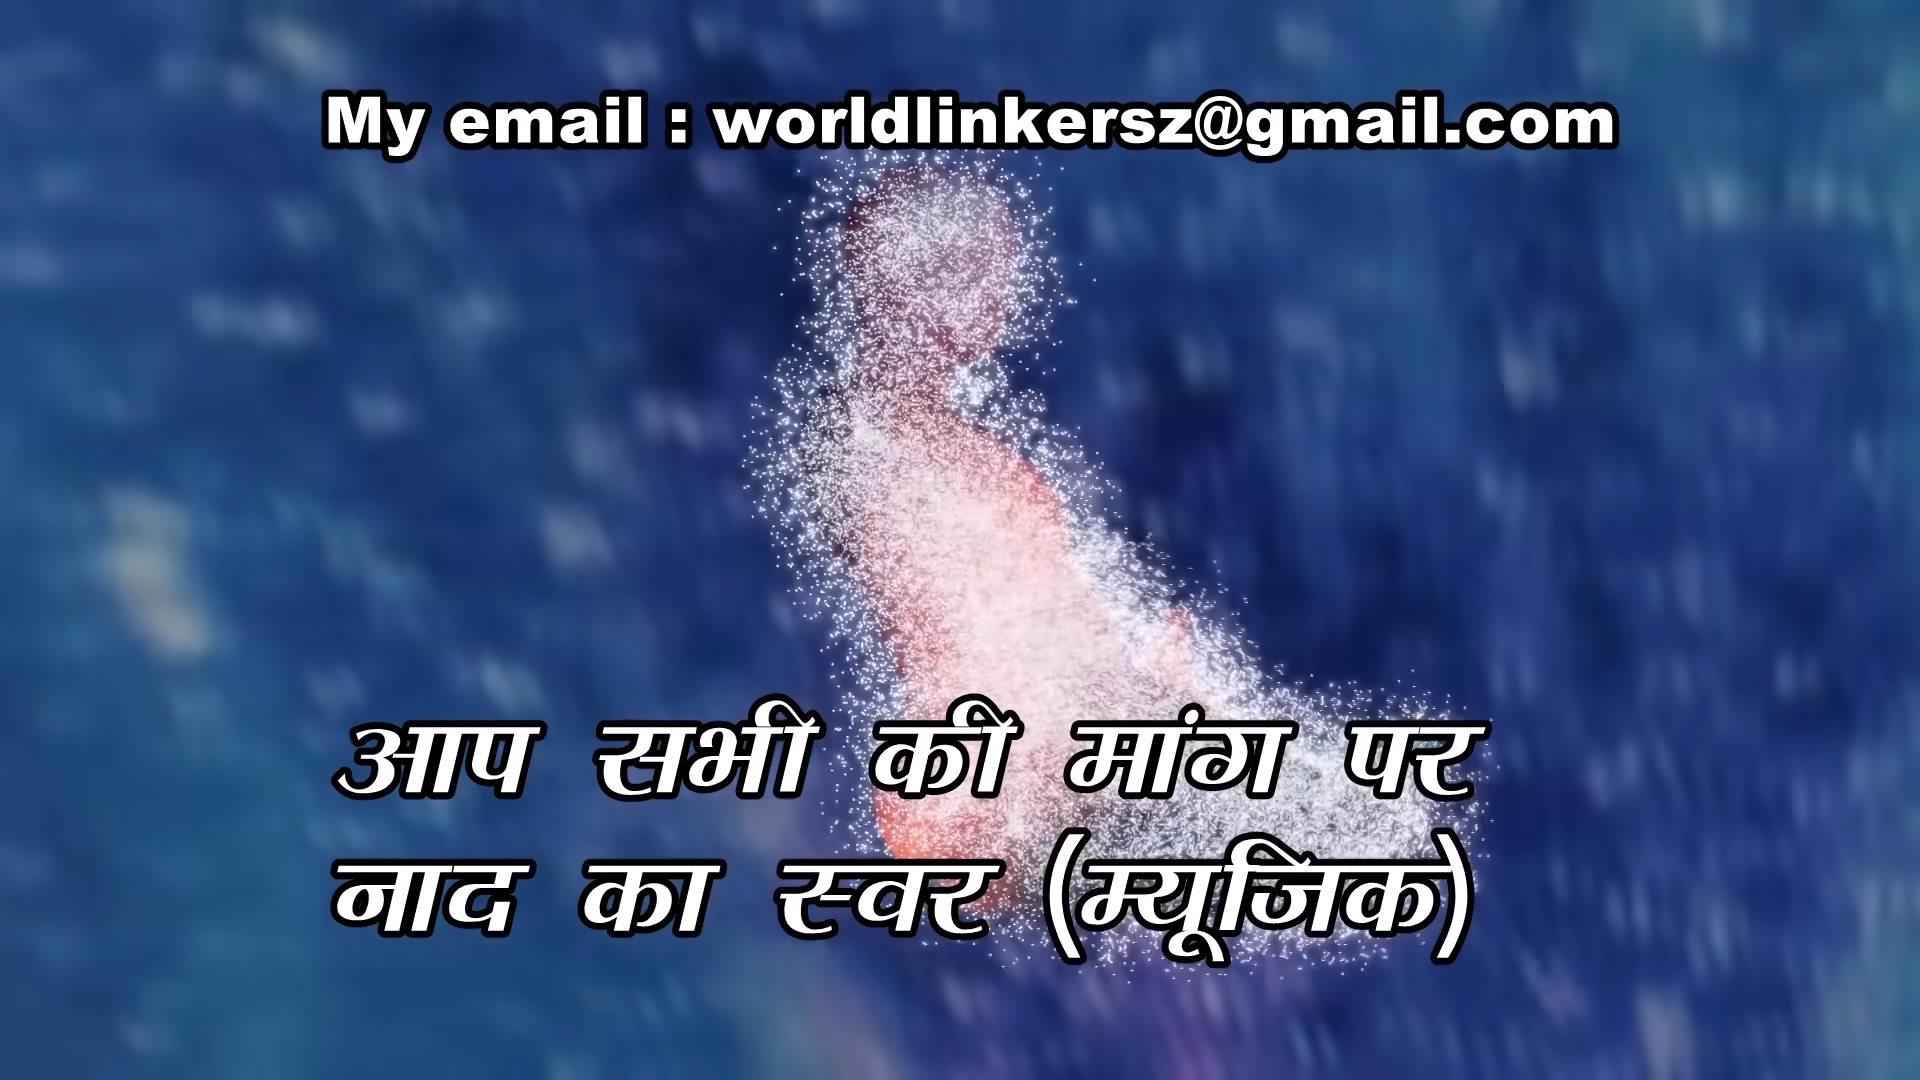 My email : worldlinkersz@gmail.com
आप सभी की मांग पर
नाद का स्वर (म्यूजिक)